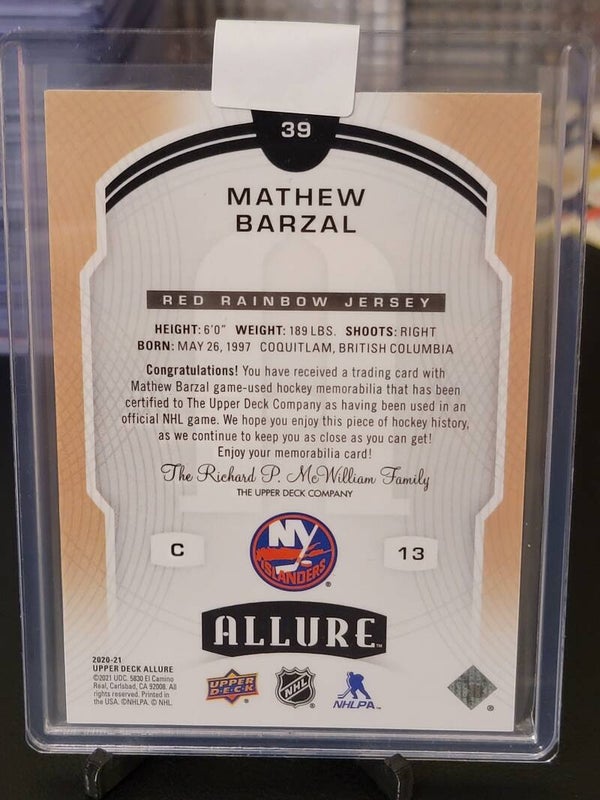 39
MATHEW
BARZAL
RED RAINBOW JERSEY
HEIGHT: 6'0" WEIGHT: 189 LBS. SHOOTS: RIGHT
BORN: MAY 26, 1997 COQUITLAM, BRITISH COLUMBIA
Congratulations! You have received a trading card with
Mathew Barzal game-used hockey memorabilia that has been
certified to The Upper Deck Company as having been used in an
official NHL game. We hope you enjoy this piece of hockey history,
as we continue to keep you as close as you can get!
Enjoy your memorabilia card!
The Richard P. McWilliam Family
THE UPPER DECK COMPANY
C
NY
ISLANDERS
®
13
ALLURE™
2020-21
UPPER DECK ALLURE
©2021 UDC. 5830 El Camino
Real, Carlsbad, CA 92008. All
rights reserved. Printed in
the USA. ©NHLPA. © NHL.
UPPER
DECK
®
NHL
®
NHLPA™
®